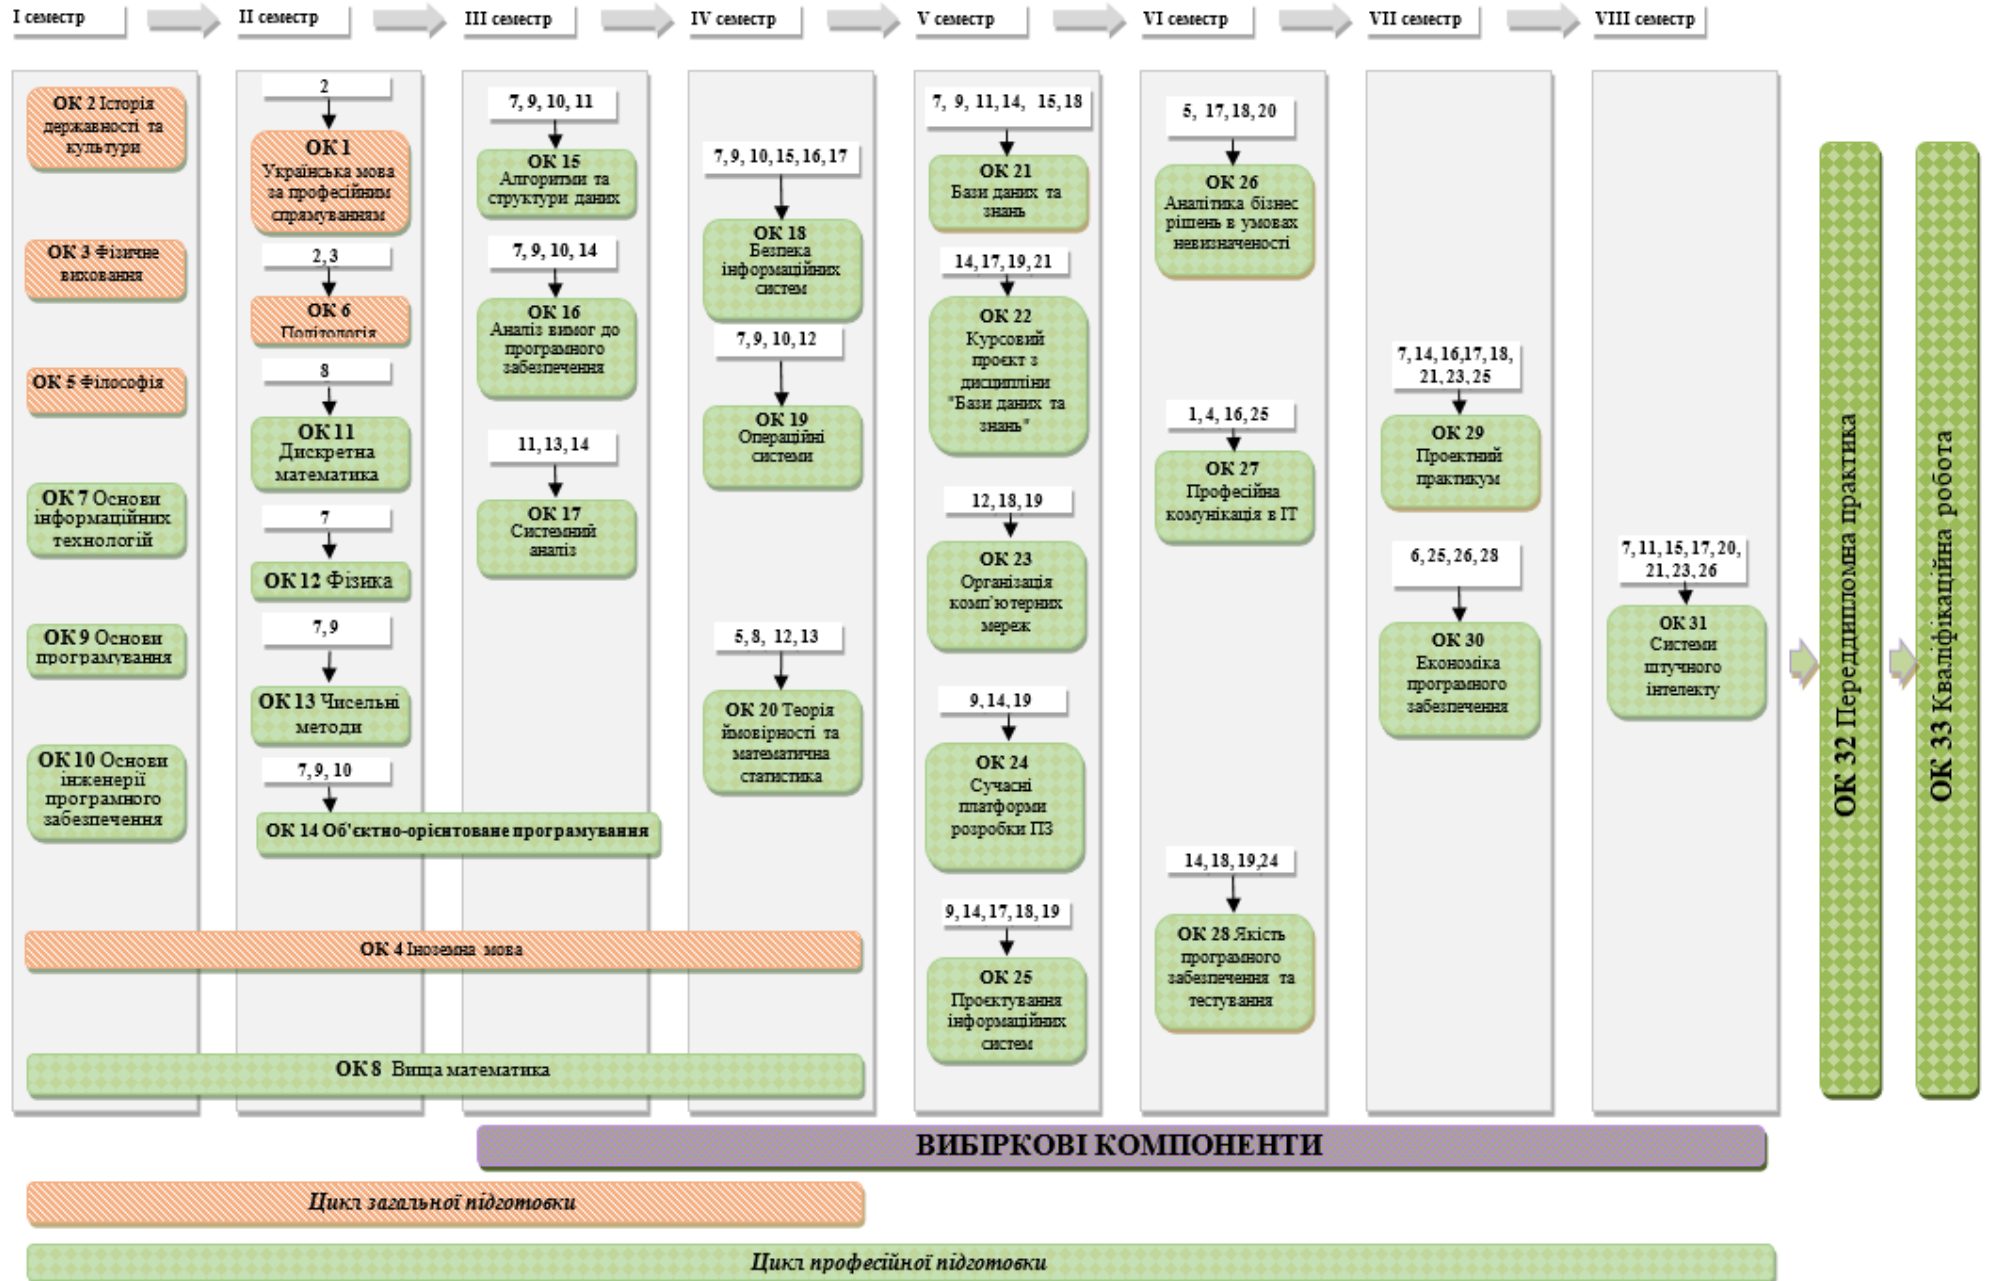 I семестр
II семестр
III семестр
IV семестр
V семестр
VI семестр
VII семестр
VIII семестр
ОК 2 Історія
державності та
культури
ОК 3 Фізичне
виховання
ОК 5 Філософія
ОК 7 Основи
інформаційних
технологій
ОК 9 Основи
програмування
ОК 10 Основи
інженерії
програмного
забезпечення
2
ОК 1
Українська мова
за професійним
спрямуванням
2, 3
ОК 6
Політологія
8
ОК 11
Дискретна
математика
7
ОК 12 Фізика
7, 9
ОК 13 Чисельні
методи
7, 9, 10
ОК 14 Об'єктно-орієнтоване програмування
7, 9, 10, 11
ОК 15
Алгоритми та
структури даних
7, 9, 10, 14
ОК 16
Аналіз вимог до
програмного
забезпечення
11, 13, 14
ОК 17
Системний
аналіз
7, 9, 10, 15, 16, 17
ОК 18
Безпека
інформаційних
систем
7, 9, 10, 12
ОК 19
Операційні
системи
5, 8, 12, 13
ОК 20 Теорія
ймовірності та
математична
статистика
ОК 4 Іноземна мова
ОК 8 Вища математика
7, 9, 11, 14, 15, 18
ОК 21
Бази даних та
знань
14, 17, 19, 21
ОК 22
Курсовий
проєкт з
дисципліни
"Бази даних та
знань"
12, 18, 19
ОК 23
Організація
комп'ютерних
мереж
9, 14, 19
ОК 24
Сучасні
платформи
розробки ПЗ
9, 14, 17, 18, 19
ОК 25
Проєктування
інформаційних
систем
5, 17, 18, 20
ОК 26
Аналітика бізнес
рішень в умовах
невизначеності
1, 4, 16, 25
ОК 27
Професійна
комунікація в ІТ
14, 18, 19, 24
ОК 28 Якість
програмного
забезпечення та
тестування
7, 14, 16, 17, 18,
21, 23, 25
ОК 29
Проектний
практикум
6, 25, 26, 28
ОК 30
Економіка
програмного
забезпечення
7, 11, 15, 17, 20,
21, 23, 26
ОК 31
Системи
штучного
інтелекту
ОК 32 Переддипломна практика
ОК 33 Кваліфікаційна робота
ВИБІРКОВІ КОМПОНЕНТИ
Цикл загальної підготовки
Цикл професійної підготовки